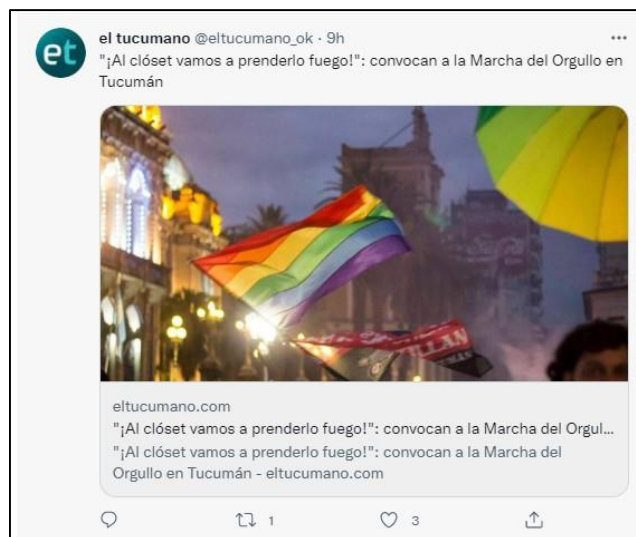 et
el tucumano @eltucumano_ok · 9h
"¡Al clóset vamos a prenderlo fuego!": convocan a la Marcha del Orgullo en
Tucumán
eltucumano.com
"¡Al clóset vamos a prenderlo fuego!": convocan a la Marcha del Orgul...
"¡Al clóset vamos a prenderlo fuego!": convocan a la Marcha del
Orgullo en Tucumán - eltucumano.com
1
3